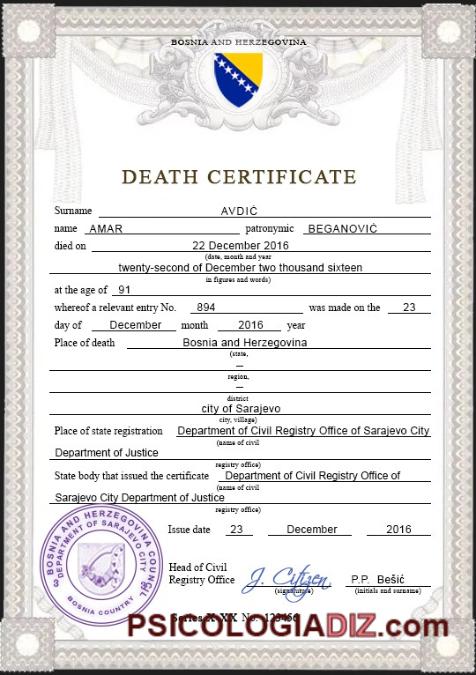 BOSNIA AND HERZEGOVINA
DEATH CERTIFICATE
Surname AVDIĆ
name AMAR patronymic BEGANOVIĆ
died on 22 December 2016
(date, month and year
twenty-second of December two thousand sixteen
in figures and words)
at the age of 91
whereof a relevant entry No. 894 was made on the 23
day of December month 2016 year
Place of death Bosnia and Herzegovina
(state,
—
region,
—
district
city of Sarajevo
city, village)
Place of state registration Department of Civil Registry Office of Sarajevo City
(name of civil
Department of Justice
registry office)
State body that issued the certificate Department of Civil Registry Office of
(name of civil
Sarajevo City Department of Justice
registry office)
Issue date 23 December 2016
Head of Civil
Registry Office J. Citizen P.P. Bešić
(signature) (initials and surname)
BOSNIA AND HERZEGOVINA COUNCIL
DEPARTMENT OF SARAJEVO CITY
BOSNIA COUNTRY
PSICOLOGIADIZ.com